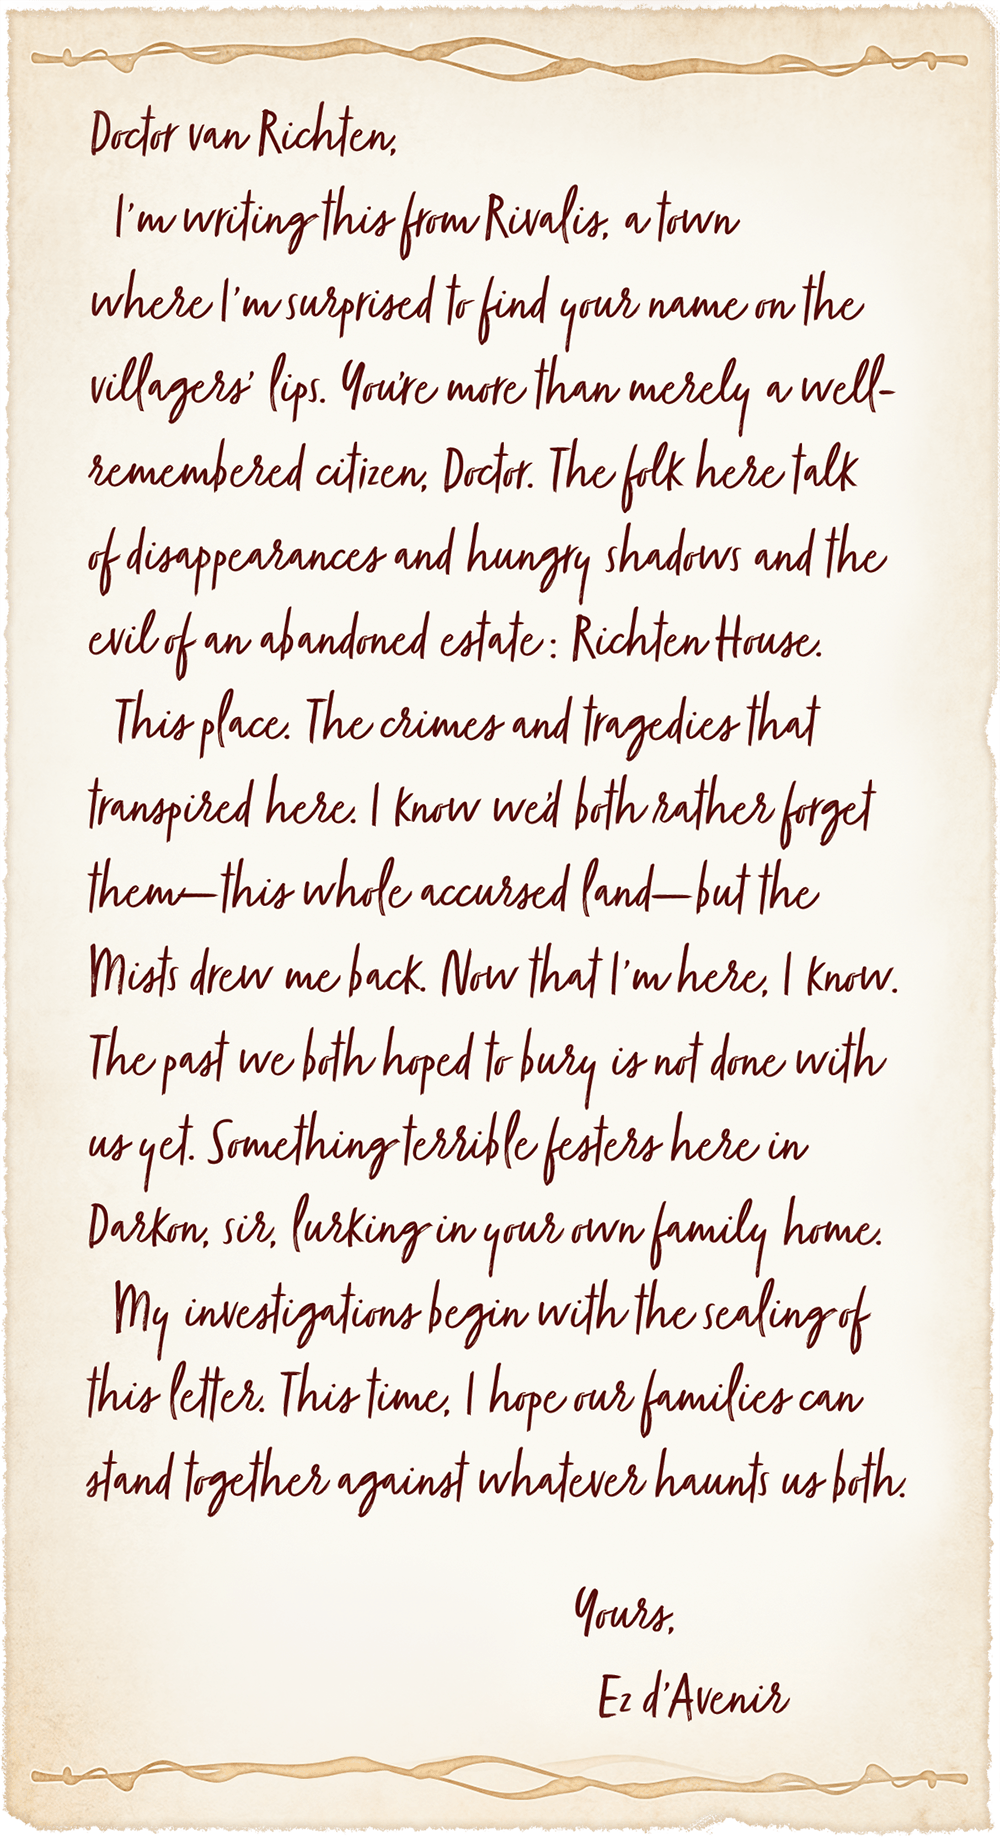 Doctor van Richten,
I'm writing this from Rivalis, a town
where I'm surprised to find your name on the
villagers' lips. You're more than merely a well-
remembered citizen, Doctor. The folk here talk
of disappearances and hungry shadows and the
evil of an abandoned estate: Richten House.
This place. The crimes and tragedies that
transpired here. I know we'd both rather forget
them—this whole accursed land—but the
Mists drew me back. Now that I'm here, I know.
The past we both hoped to bury is not done with
us yet. Something terrible festers here in
Darkon, sir, lurking in your own family home.
My investigations begin with the sealing of
this letter. This time, I hope our families can
stand together against whatever haunts us both.
Yours,
Ez d'Avenir